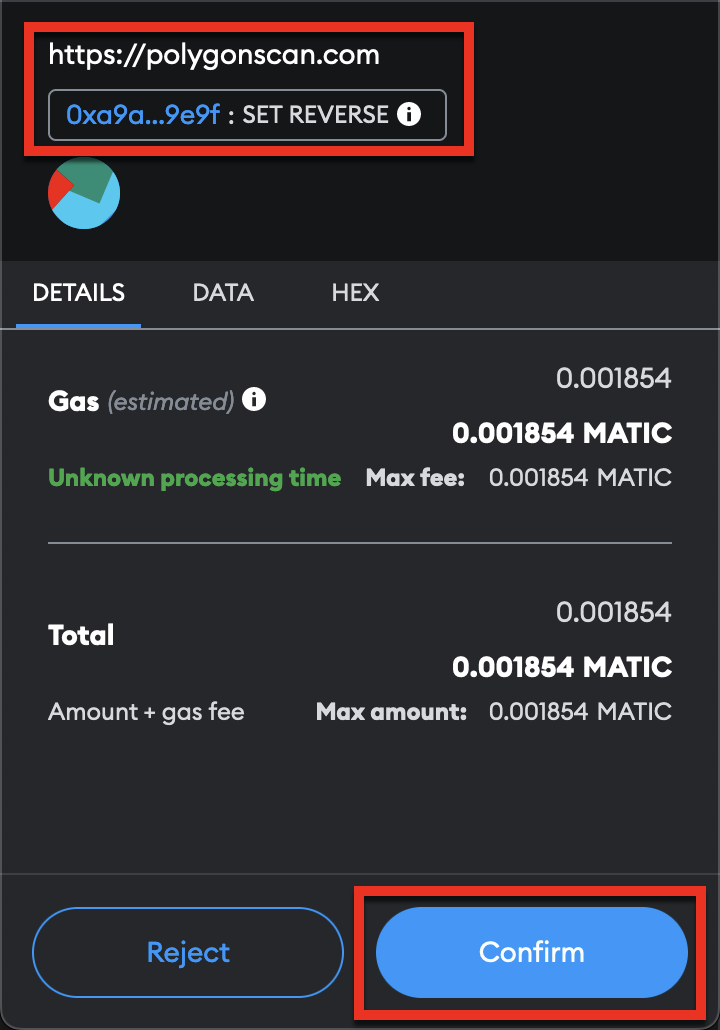 https://polygonscan.com
0xa9a...9e9f : SET REVERSE i
DETAILS DATA HEX
0.001854
Gas (estimated) i
0.001854 MATIC
Unknown processing time Max fee: 0.001854 MATIC
0.001854
Total
0.001854 MATIC
Amount + gas fee Max amount: 0.001854 MATIC
Reject Confirm